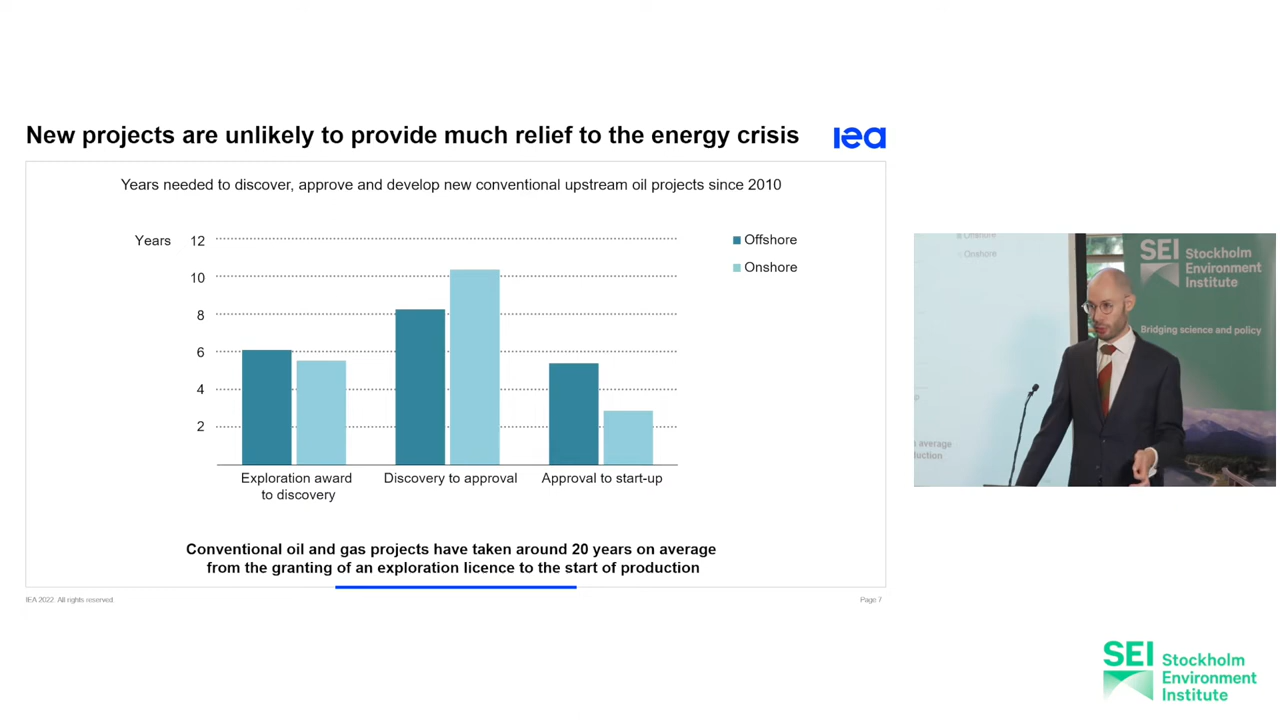 New projects are unlikely to provide much relief to the energy crisis
iea
Years needed to discover, approve and develop new conventional upstream oil projects since 2010
Years
12
10
8
6
4
2
Offshore
Onshore
Exploration award
to discovery
Discovery to approval
Approval to start-up
Conventional oil and gas projects have taken around 20 years on average
from the granting of an exploration licence to the start of production
IEA 2022. All rights reserved.
Page 7
Offshore
Onshore
average
duction
SEI Stockholm
Environment
Institute
Bridging science and policy
SEI Stockholm
Environment
Institute